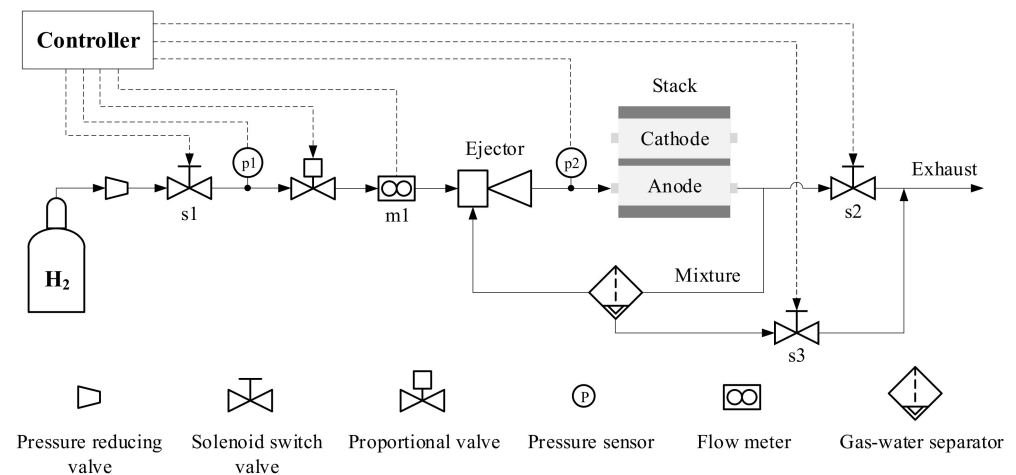 Controller
Stack
Cathode
Ejector
p1
p2
Anode
Exhaust
s1
m1
s2
H2
Mixture
s3
P
Pressure reducing
valve
Solenoid switch
valve
Proportional valve
Pressure sensor
Flow meter
Gas-water separator